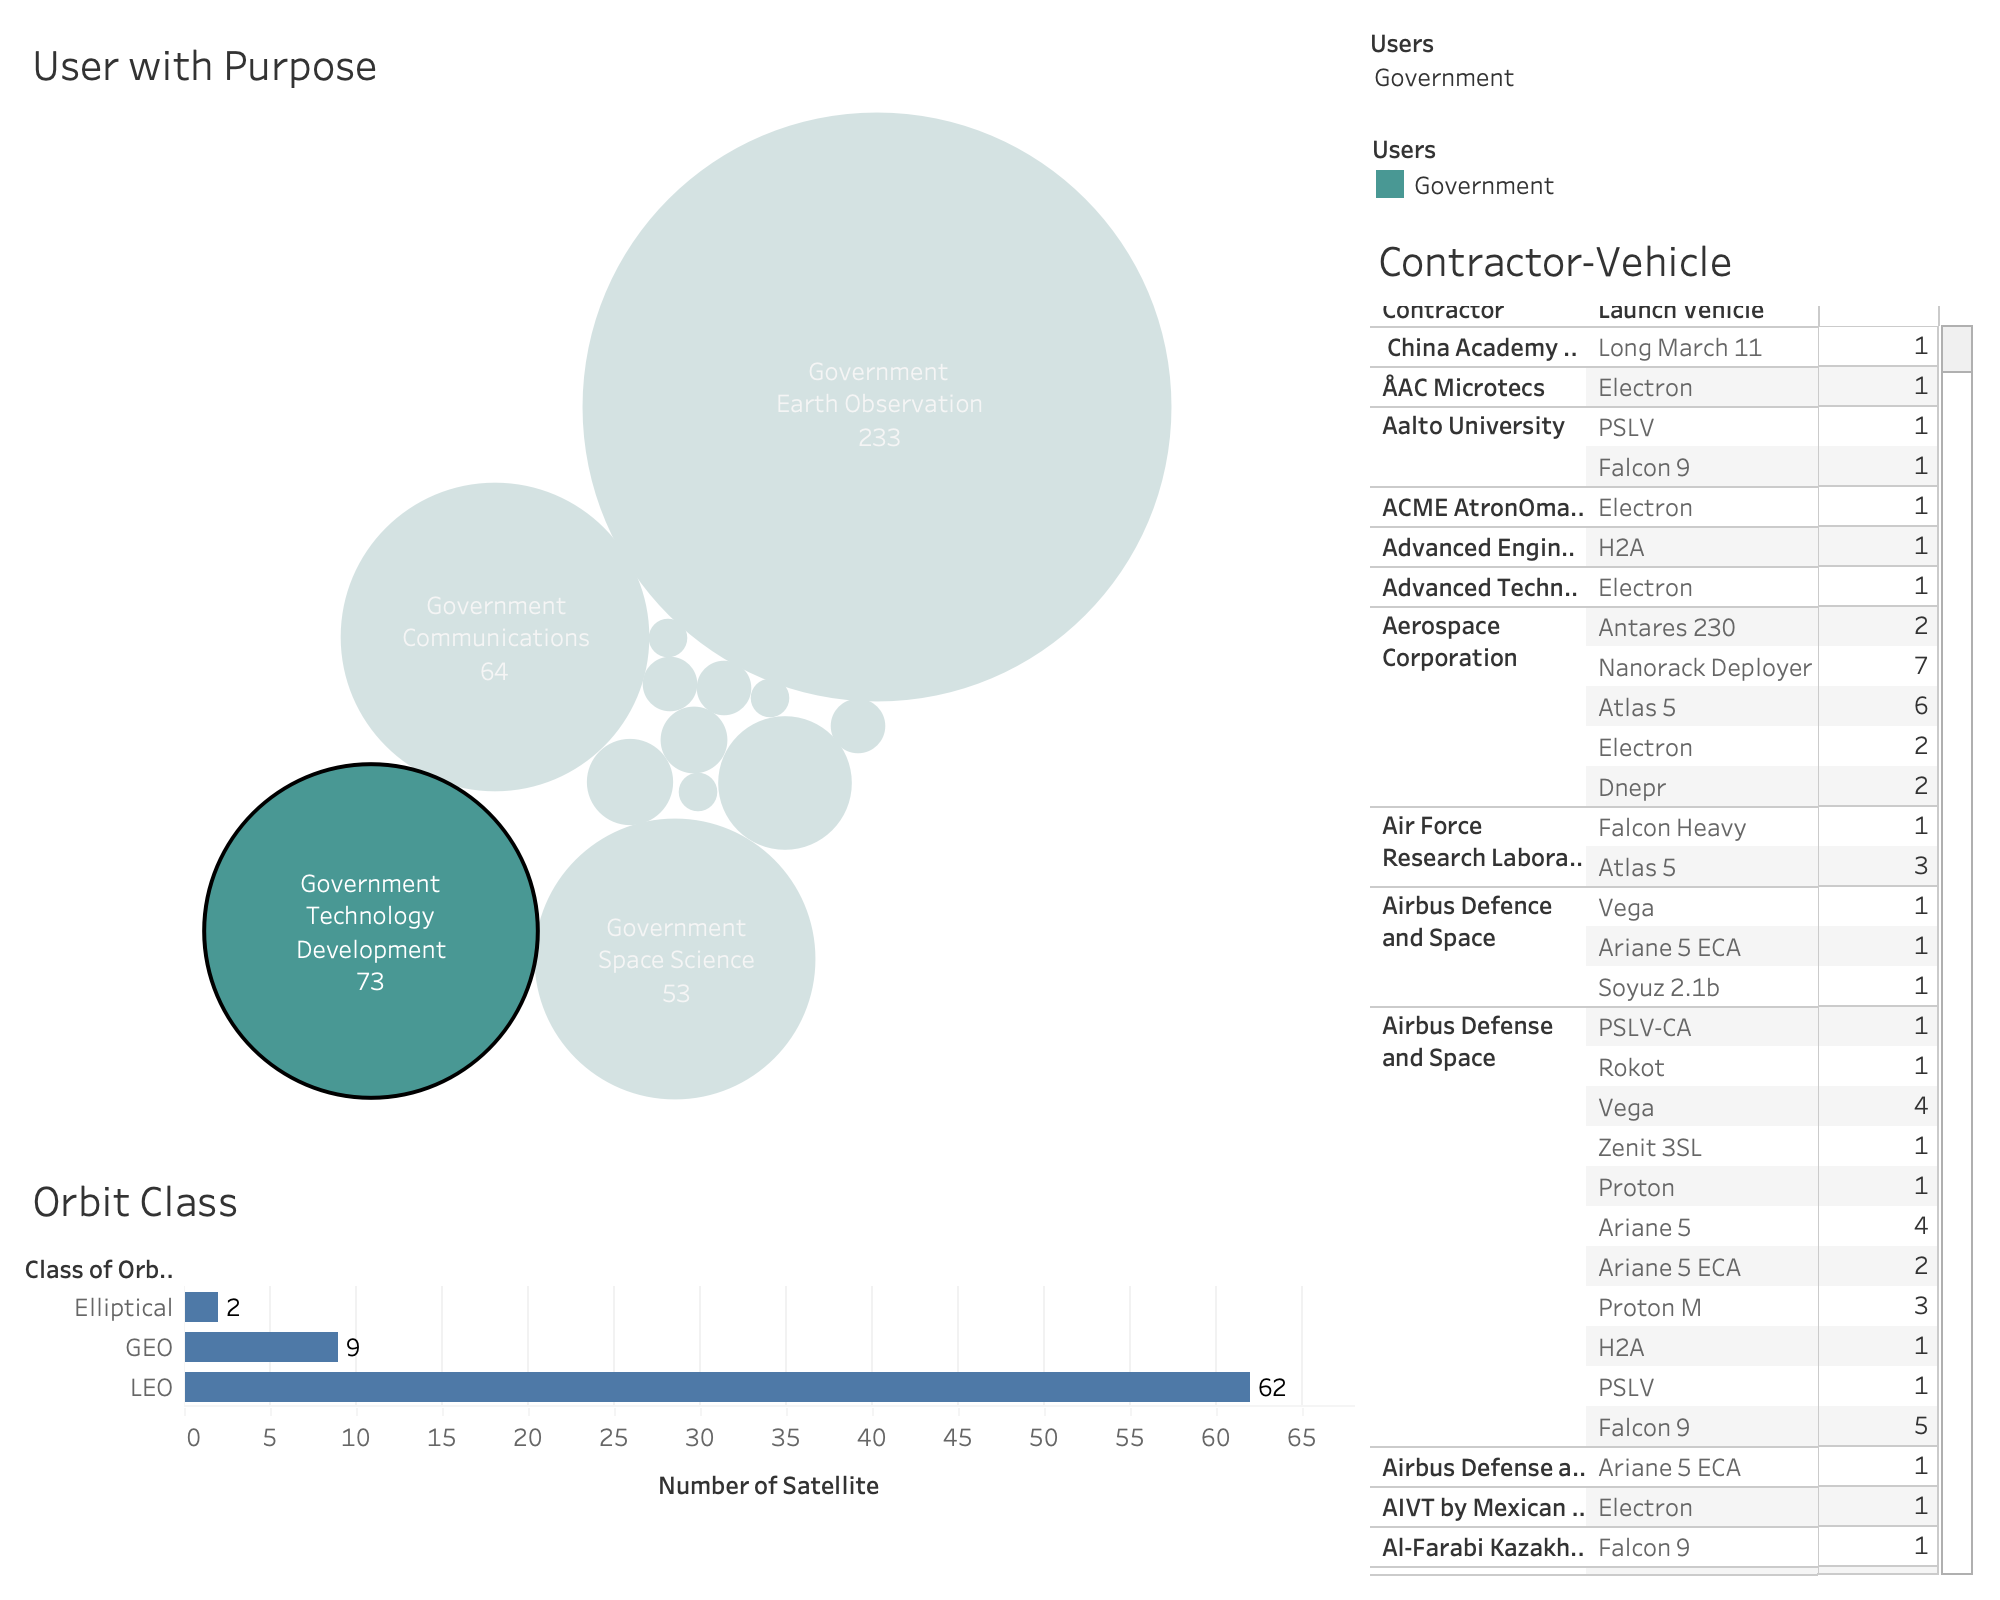 User with Purpose
Government
Earth Observation
233
Government
Communications
64
Government
Technology
Development
73
Government
Space Science
53
Orbit Class
Class of Orb..
Elliptical 2
GEO 9
LEO 62
0 5 10 15 20 25 30 35 40 45 50 55 60 65
Number of Satellite
Users
Government
Users
Government
Contractor-Vehicle
Contractor Launch Vehicle
China Academy .. Long March 11 1
ÅAC Microtecs Electron 1
Aalto University PSLV 1
Falcon 9 1
ACME AtronOma.. Electron 1
Advanced Engin.. H2A 1
Advanced Techn.. Electron 1
Aerospace Antares 230 2
Corporation Nanorack Deployer 7
Atlas 5 6
Electron 2
Dnepr 2
Air Force Falcon Heavy 1
Research Labora.. Atlas 5 3
Airbus Defence Vega 1
and Space Ariane 5 ECA 1
Soyuz 2.1b 1
Airbus Defense PSLV-CA 1
and Space Rokot 1
Vega 4
Zenit 3SL 1
Proton 1
Ariane 5 4
Ariane 5 ECA 2
Proton M 3
H2A 1
PSLV 1
Falcon 9 5
Airbus Defense a.. Ariane 5 ECA 1
AIVT by Mexican .. Electron 1
Al-Farabi Kazakh.. Falcon 9 1